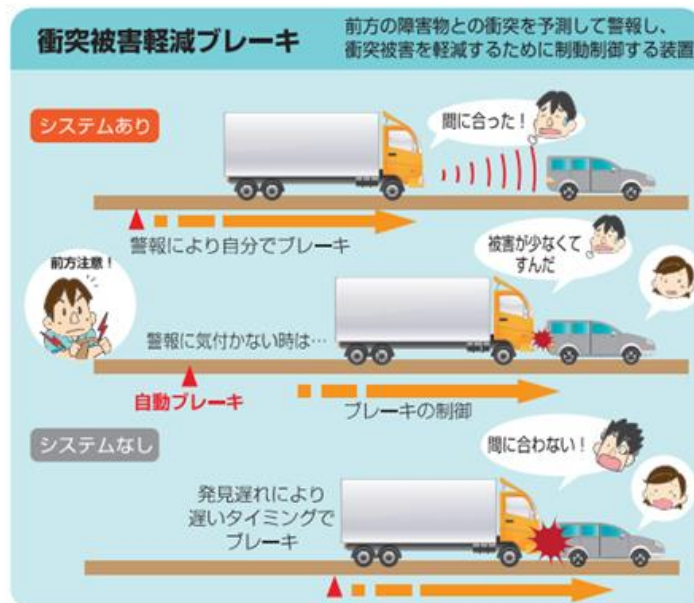 衝突被害軽減ブレーキ
前方の障害物との衝突を予測して警報し、
衝突被害を軽減するために制動制御する装置
システムあり
間に合った！
警報により自分でブレーキ
前方注意！
被害が少なくて
すんだ
警報に気付かない時は…
自動ブレーキ
ブレーキの制御
システムなし
間に合わない！
発見遅れにより
遅いタイミングで
ブレーキ